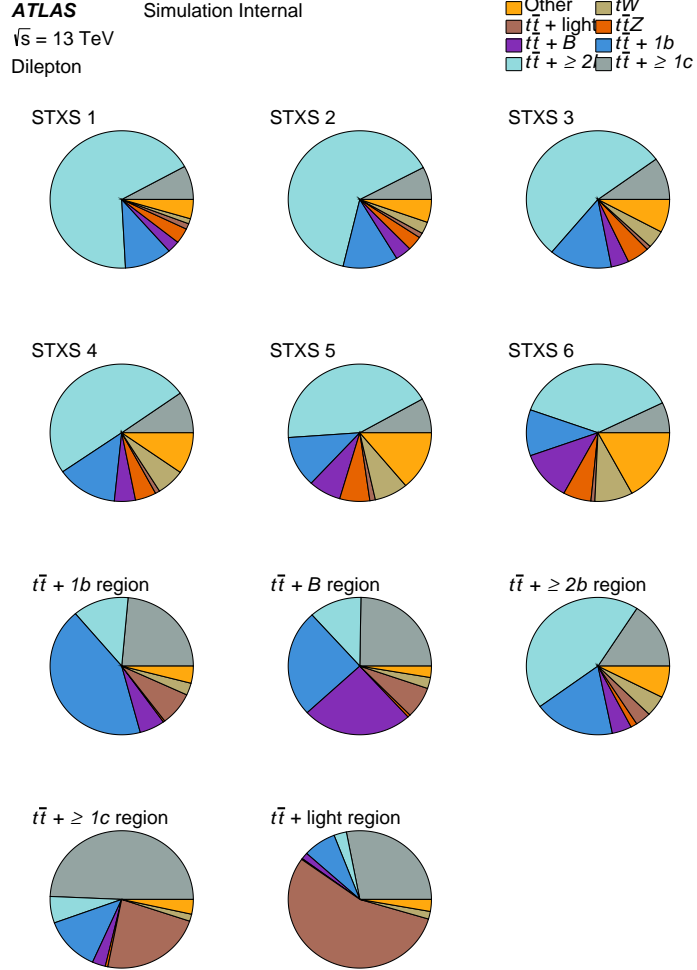 ATLAS Simulation Internal
√s = 13 TeV
Dilepton
Other
tW
tt̄ + light
tt̄Z
tt̄ + B
tt̄ + 1b
tt̄ + ≥ 2b
tt̄ + ≥ 1c
STXS 1
STXS 2
STXS 3
STXS 4
STXS 5
STXS 6
tt̄ + 1b region
tt̄ + B region
tt̄ + ≥ 2b region
tt̄ + ≥ 1c region
tt̄ + light region